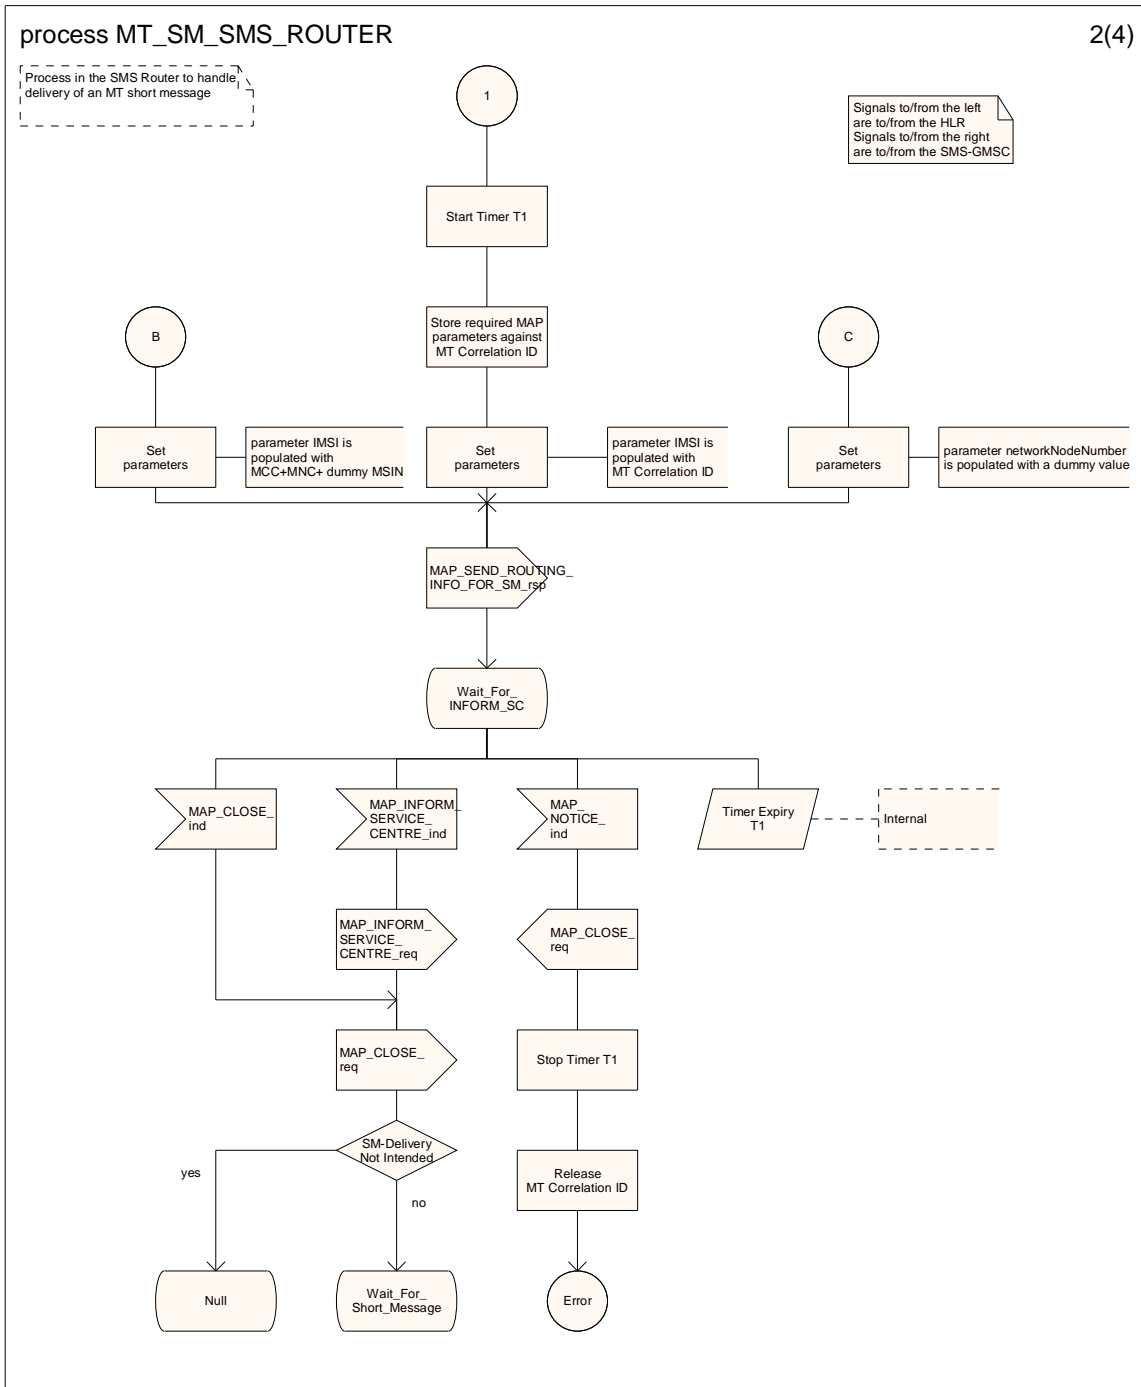 process MT_SM_SMS_ROUTER
2(4)
Process in the SMS Router to handle
delivery of an MT short message
1
Signals to/from the left
are to/from the HLR
Signals to/from the right
are to/from the SMS-GMSC
Start Timer T1
B
Store required MAP
parameters against
MT Correlation ID
C
Set
parameters
parameter IMSI is
populated with
MCC+MNC+ dummy MSIN
Set
parameters
parameter IMSI is
populated with
MT Correlation ID
Set
parameters
parameter networkNodeNumber
is populated with a dummy value
MAP_SEND_ROUTING_
INFO_FOR_SM_rsp
Wait_For_
INFORM_SC
MAP_CLOSE_
ind
MAP_INFORM_
SERVICE_
CENTRE_ind
MAP_
NOTICE_
ind
Timer Expiry
T1
Internal
MAP_INFORM_
SERVICE_
CENTRE_req
MAP_CLOSE_
req
MAP_CLOSE_
req
Stop Timer T1
SM-Delivery
Not Intended
yes
no
Release
MT Correlation ID
Null
Wait_For_
Short_Message
Error